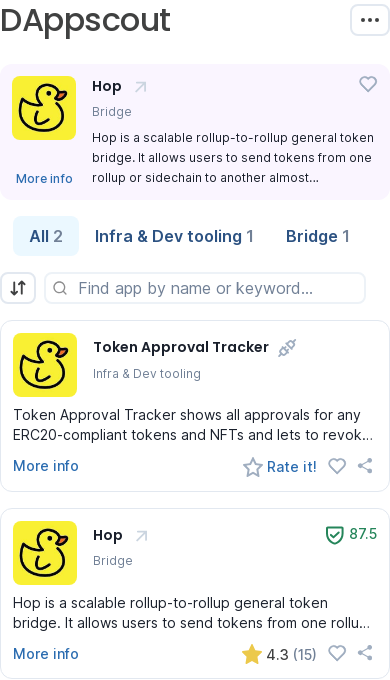 DAppscout
Hop
Bridge
Hop is a scalable rollup-to-rollup general token
bridge. It allows users to send tokens from one
rollup or sidechain to another almost...
More info
All 2
Infra & Dev tooling 1
Bridge 1
Find app by name or keyword...
Token Approval Tracker
Infra & Dev tooling
Token Approval Tracker shows all approvals for any
ERC20-compliant tokens and NFTs and lets to revok...
More info
Rate it!
Hop
87.5
Bridge
Hop is a scalable rollup-to-rollup general token
bridge. It allows users to send tokens from one rollu...
More info
4.3 (15)